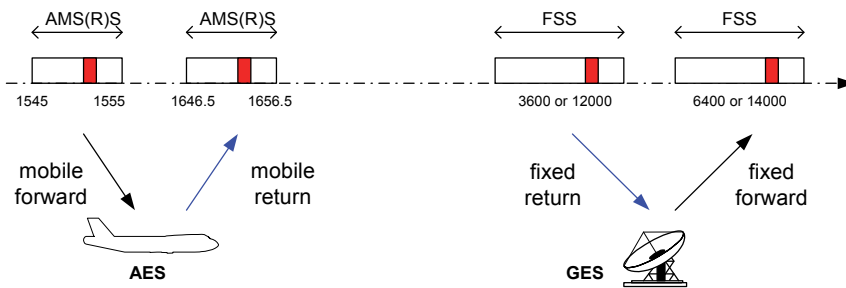 AMS(R)S AMS(R)S FSS FSS
1545 1555 1646.5 1656.5 3600 or 12000 6400 or 14000
mobile forward
mobile return
fixed return
fixed forward
AES
GES